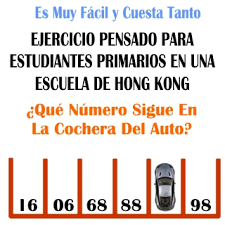 Es Muy Fácil y Cuesta Tanto
EJERCICIO PENSADO PARA
ESTUDIANTES PRIMARIOS EN UNA
ESCUELA DE HONG KONG
¿Qué Número Sigue En
La Cochera Del Auto?
16 06 68 88 98